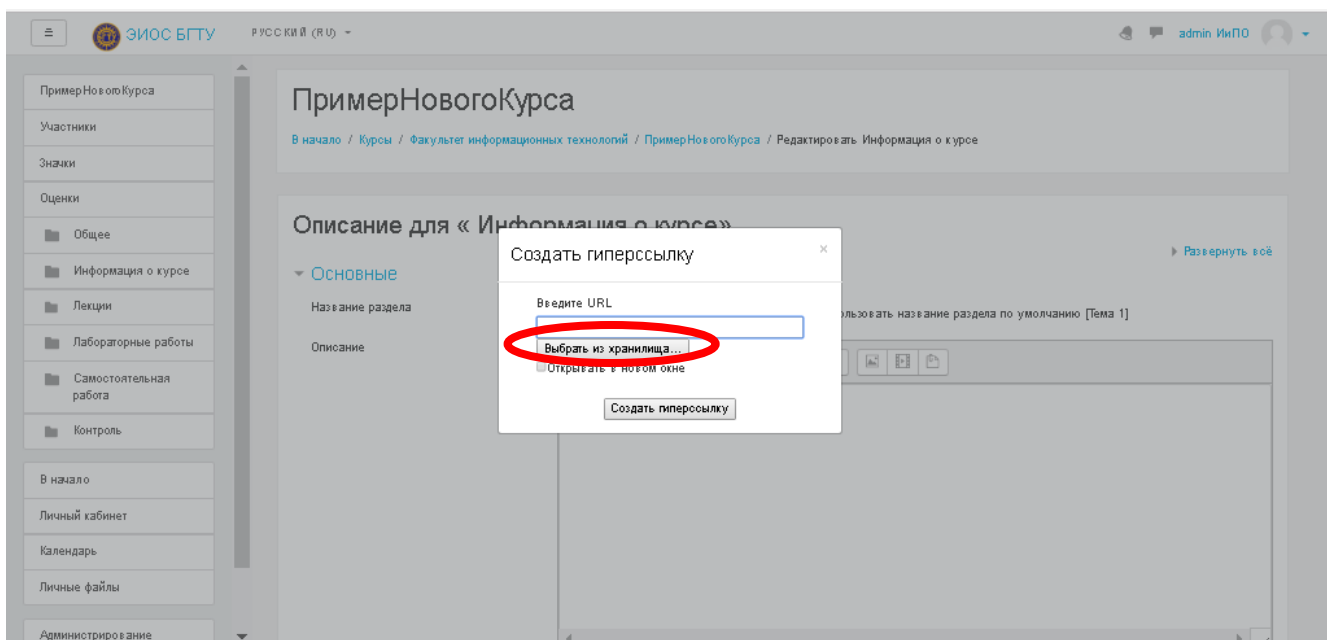 ЭИОС БГТУ
РУССКИЙ (RU)
admin ИиПО
ПримерНовогоКурса
Участники
Значки
Оценки
Общее
Информация о курсе
Лекции
Лабораторные работы
Самостоятельная
работа
Контроль
В начало
Личный кабинет
Календарь
Личные файлы
Администрирование
ПримерНовогоКурса
В начало / Курсы / Факультет информационных технологий / ПримерНовогоКурса / Редактировать Информация о курсе
Описание для « Информация о курсе»
Развернуть всё
Основные
Название раздела
ользовать название раздела по умолчанию [Тема 1]
Описание
Создать гиперссылку
×
Введите URL
Выбрать из хранилища...
Открывать в новом окне
Создать гиперссылку